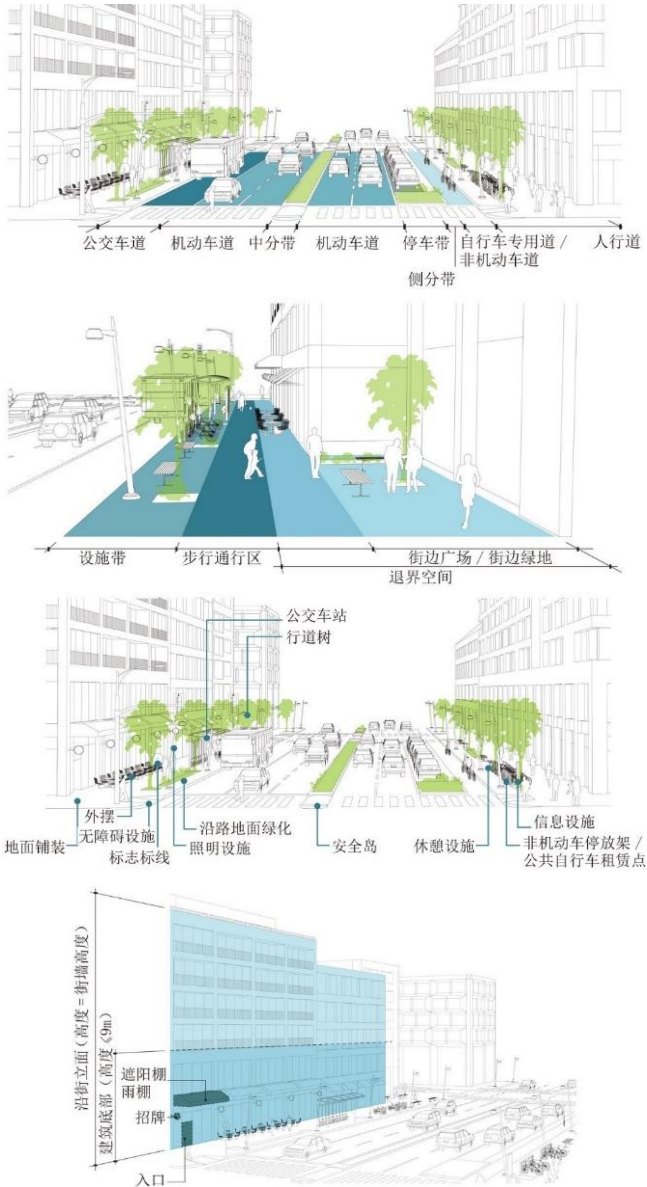 公交车道 机动车道 中分带 机动车道 停车带 自行车专用道/ 人行道
非机动车道
侧分带
设施带 步行通行区 街边广场/街边绿地
退界空间
公交车站
行道树
外摆
无障碍设施
地面铺装
标志标线
沿路地面绿化
照明设施
安全岛
休憩设施
信息设施
非机动车停放架/
公共自行车租赁点
沿街立面(高度=街墙高度)
建筑底部(高度≤9m)
遮阳棚
雨棚
招牌
入口